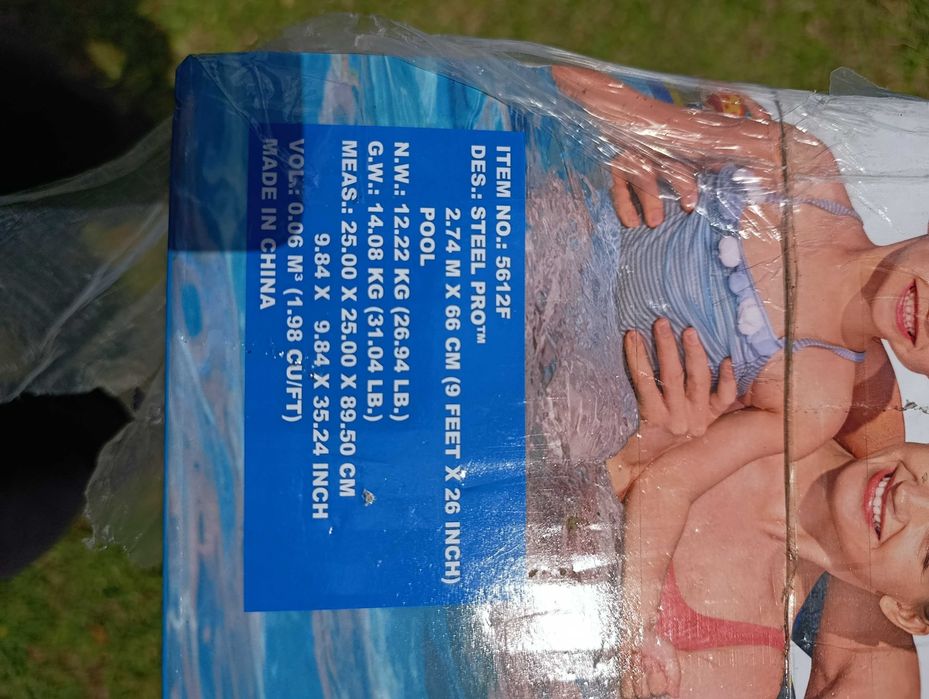 ITEM NO.: 5612F
DES.: STEEL PRO™
2.74 M X 66 CM (9 FEET X 26 INCH)
POOL
N.W.: 12.22 KG (26.94 LB.)
G.W.: 14.08 KG (31.04 LB.)
MEAS.: 25.00 X 25.00 X 89.50 CM
9.84 X 9.84 X 35.24 INCH
VOL.: 0.06 M³ (1.98 CU/FT)
MADE IN CHINA